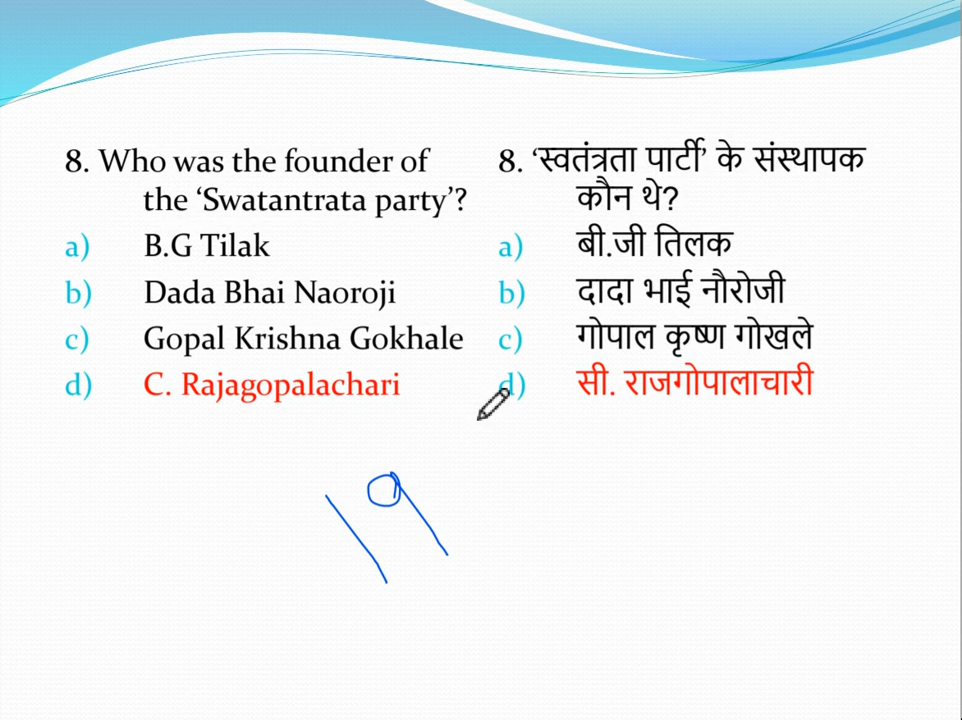 8. Who was the founder of
the ‘Swatantrata party’?
a) B.G Tilak
b) Dada Bhai Naoroji
c) Gopal Krishna Gokhale
d) C. Rajagopalachari
8. ‘स्वतंत्रता पार्टी’ के संस्थापक
कौन थे?
a) बी.जी तिलक
b) दादा भाई नौरोजी
c) गोपाल कृष्ण गोखले
d) सी. राजगोपालाचारी
19